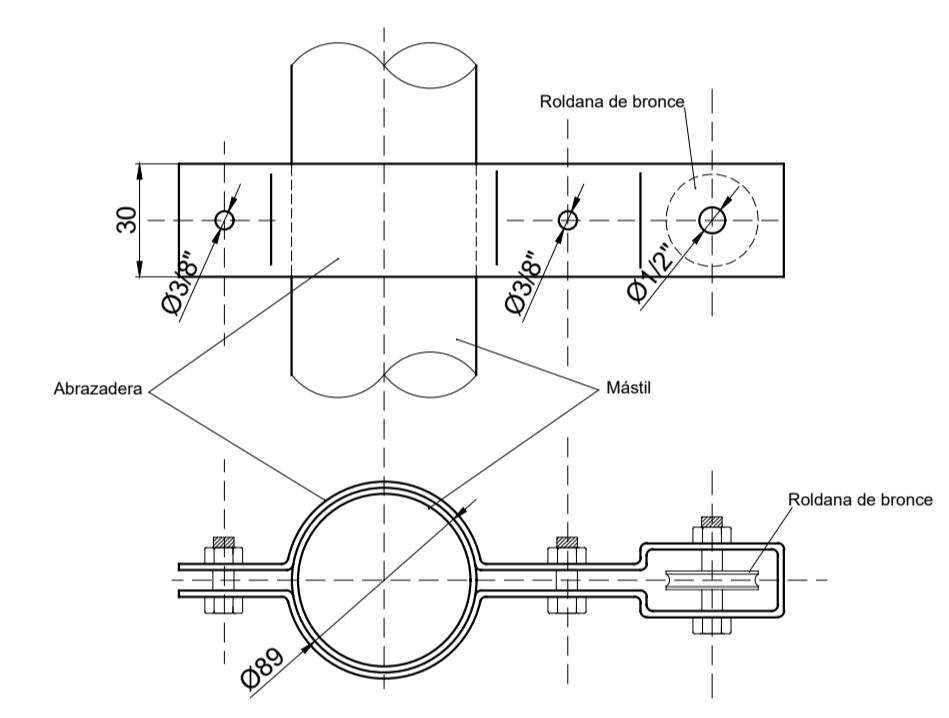 Roldana de bronce
30
Ø3/8"
Ø3/8"
Ø1/2"
Abrazadera
Mástil
Roldana de bronce
Ø89